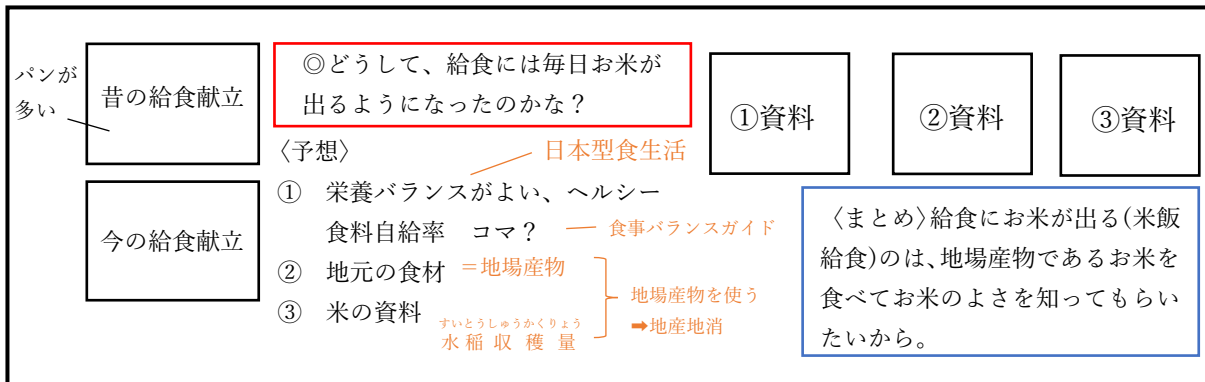 パンが
多い
昔の給食献立
今の給食献立
◎どうして、給食には毎日お米が
出るようになったのかな？
〈予想〉
日本型食生活
① 栄養バランスがよい、ヘルシー
食料自給率 コマ？
食事バランスガイド
② 地元の食材
＝地場産物
③ 米の資料
すいとうしゅうかくりょう
水稲収穫量
地場産物を使う
➡地産地消
①資料
②資料
③資料
〈まとめ〉給食にお米が出る(米飯
給食)のは、地場産物であるお米を
食べてお米のよさを知ってもらい
たいから。